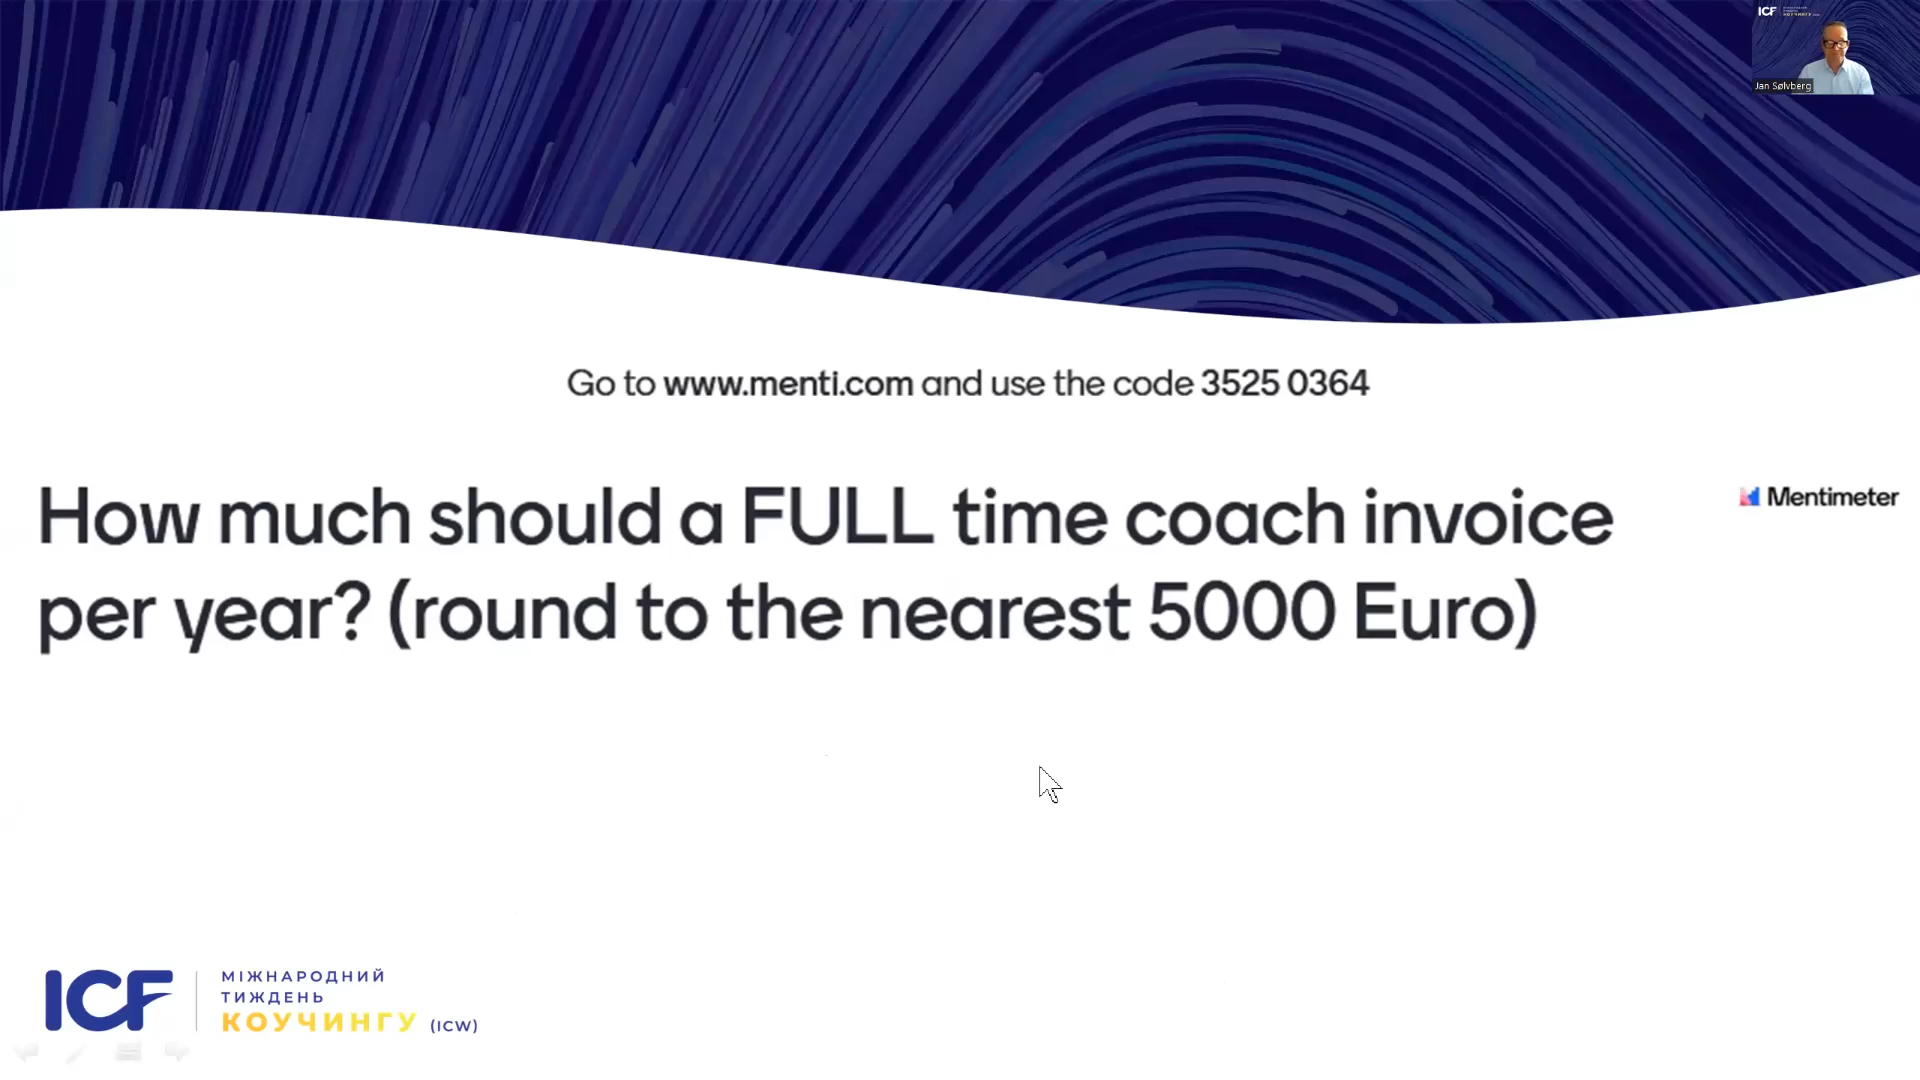 ICF
Jan Sølvberg
Go to www.menti.com and use the code 3525 0364
How much should a FULL time coach invoice
per year? (round to the nearest 5000 Euro)
Mentimeter
ICF
МІЖНАРОДНИЙ
ТИЖДЕНЬ
КОУЧИНГУ (ICW)